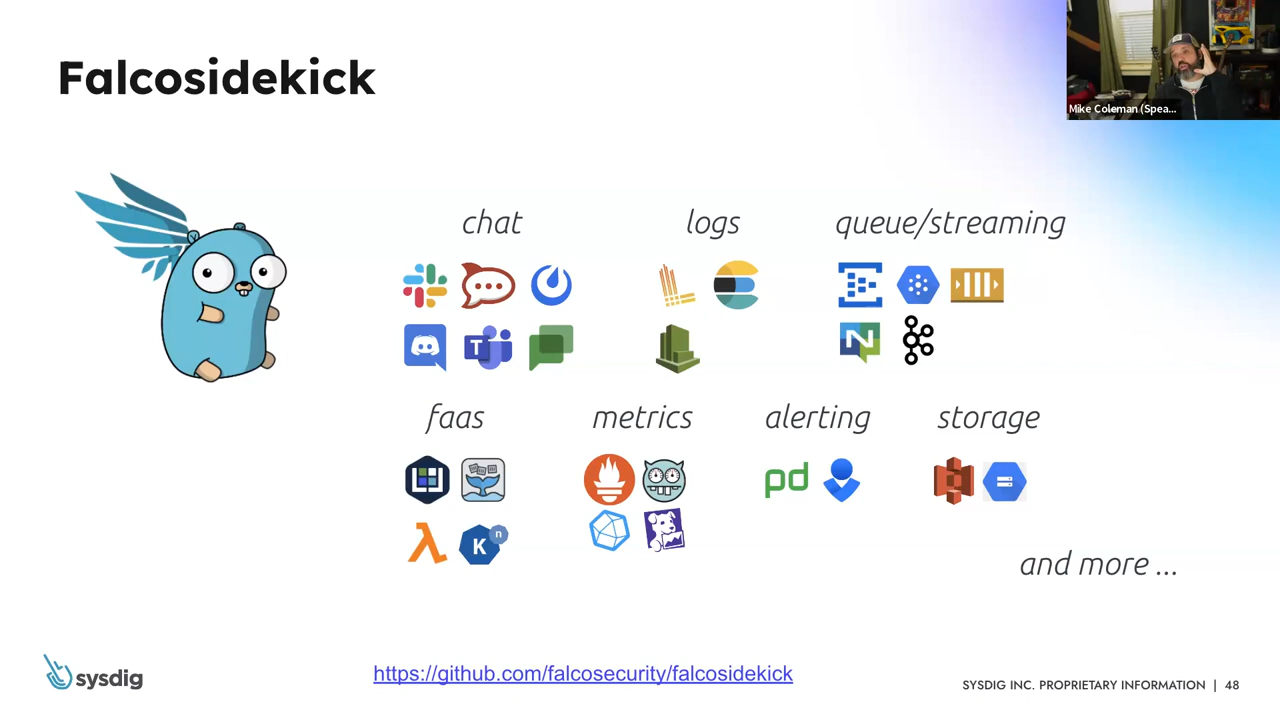 Falcosidekick
Mike Coleman (Spea...
chat
logs
queue/streaming
T
N
faas
metrics
alerting
storage
pd
K
n
and more ...
sysdig
https://github.com/falcosecurity/falcosidekick
SYSDIG INC. PROPRIETARY INFORMATION | 48